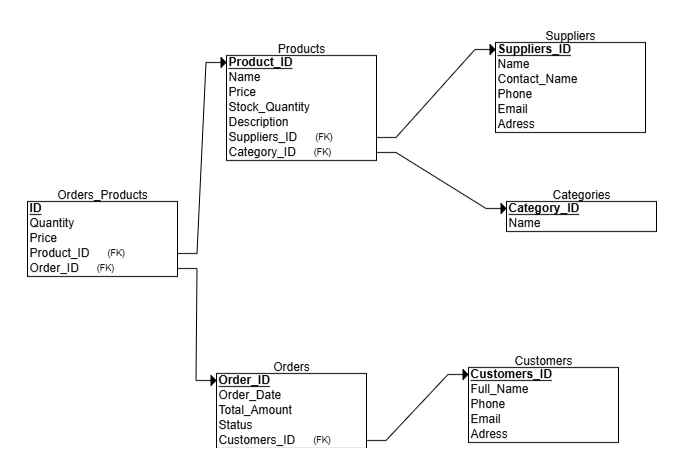 Suppliers
Suppliers_ID
Name
Contact_Name
Phone
Email
Adress
Products
Product_ID
Name
Price
Stock_Quantity
Description
Suppliers_ID (FK)
Category_ID (FK)
Categories
Category_ID
Name
Orders_Products
ID
Quantity
Price
Product_ID (FK)
Order_ID (FK)
Orders
Order_ID
Order_Date
Total_Amount
Status
Customers_ID (FK)
Customers
Customers_ID
Full_Name
Phone
Email
Adress